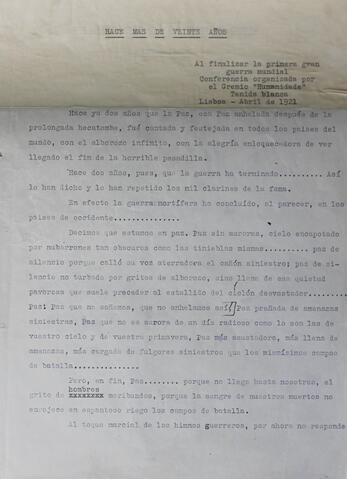 HACE MAS DE VEINTE AÑOS
Al finalizar la primera gran
guerra mundial
Conferencia organizada por
el Gremio "Humanidade"
Tenida blanca
Lisboa - Abril de 1921
Hace ya dos años que la Paz, con Paz anhelada después de la
prolongada hecatombe, fué cantada y festejada en todos los paises del
mundo, con el alborozo infinito, con la alegría enloquecedora de ver
llegado el fin de la horrible pesadilla.
Hace dos años, pues, que la guerra ha terminado......... Así
lo han dicho y lo han repetido los mil clarines de la fama.
En efecto la guerra mortífera ha concluído, al parecer, en los
paises de occidente..............
Decimos que estamos en paz. Paz sin auroras, cielo encapotado
por nubarrones tan obscuros como las tinieblas mismas......... paz de
silencio porque calló su voz aterradora el cañón siniestro; paz de si-
lencio no turbado por gritos de alborozo, sino lleno de esa quietud
pavorosa que suele preceder al estallido del ciclón devastador......
Paz! Paz que no soñamos, que no anhelamos así! Paz preñada de amenazas
siniestras, Paz que no es aurora de un día radioso como lo son las de
vuestro cielo y de vuestra primavera, Paz más asustadora, más llena de
amenazas, más cargada de fulgores siniestros que los mismísimos campos
de batalla..............
Pero, en fin, Paz........ porque no llega hasta nosotros, el
hombres
grito de xxxxxxxx moribundos, porque la sangre de nuestros muertos no
enrojece en espantoso riego los campos de batalla.
Al toque marcial de los himnos guerreros, por ahora no responde